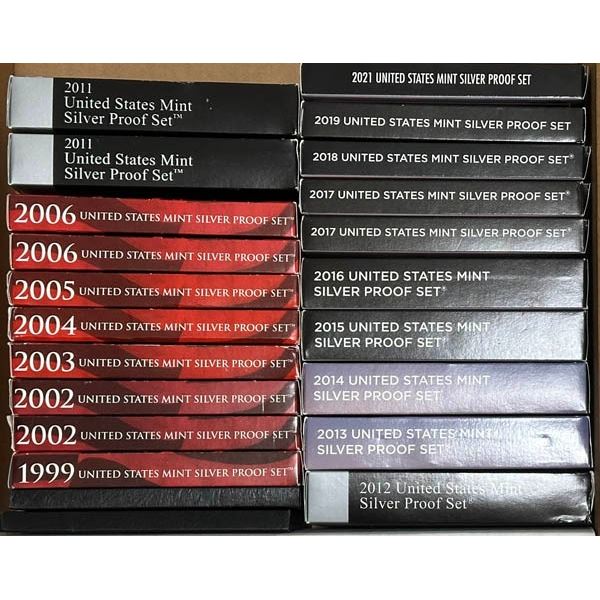 2011
United States Mint
Silver Proof Set™
2011
United States Mint
Silver Proof Set™
2006 UNITED STATES MINT SILVER PROOF SET™
2006 UNITED STATES MINT SILVER PROOF SET™
2005 UNITED STATES MINT SILVER PROOF SET™
2004 UNITED STATES MINT SILVER PROOF SET™
2003 UNITED STATES MINT SILVER PROOF SET™
2002 UNITED STATES MINT SILVER PROOF SET™
2002 UNITED STATES MINT SILVER PROOF SET™
1999 UNITED STATES MINT SILVER PROOF SET™
2021 UNITED STATES MINT SILVER PROOF SET
2019 UNITED STATES MINT SILVER PROOF SET
2018 UNITED STATES MINT SILVER PROOF SET®
2017 UNITED STATES MINT SILVER PROOF SET®
2017 UNITED STATES MINT SILVER PROOF SET®
2016 UNITED STATES MINT
SILVER PROOF SET®
2015 UNITED STATES MINT
SILVER PROOF SET®
2014 UNITED STATES MINT
SILVER PROOF SET®
2013 UNITED STATES MINT
SILVER PROOF SET®
2012 United States Mint
Silver Proof Set®